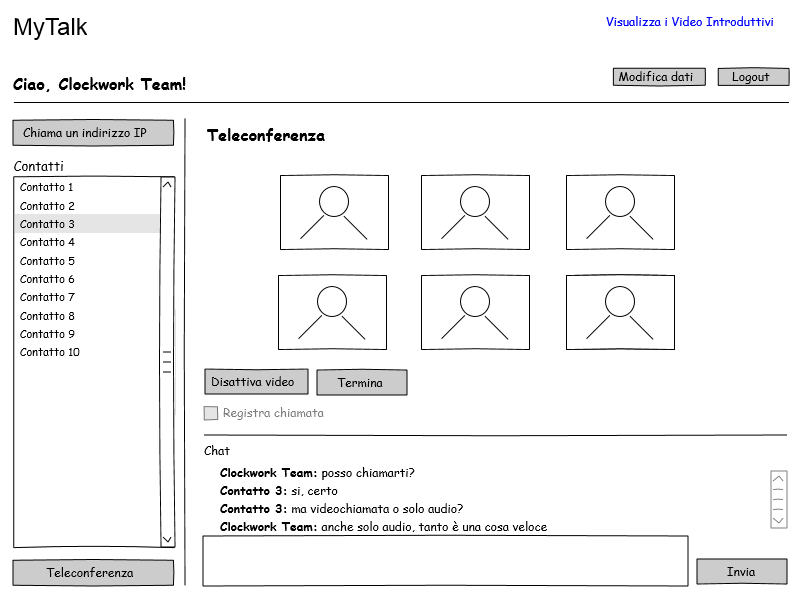 MyTalk
Visualizza i Video Introduttivi
Ciao, Clockwork Team!
Modifica dati
Logout
Chiama un indirizzo IP
Contatti
Contatto 1
Contatto 2
Contatto 3
Contatto 4
Contatto 5
Contatto 6
Contatto 7
Contatto 8
Contatto 9
Contatto 10
Teleconferenza
Teleconferenza
Disattiva video
Termina
Registra chiamata
Chat
Clockwork Team: posso chiamarti?
Contatto 3: si, certo
Contatto 3: ma videochiamata o solo audio?
Clockwork Team: anche solo audio, tanto è una cosa veloce
Invia